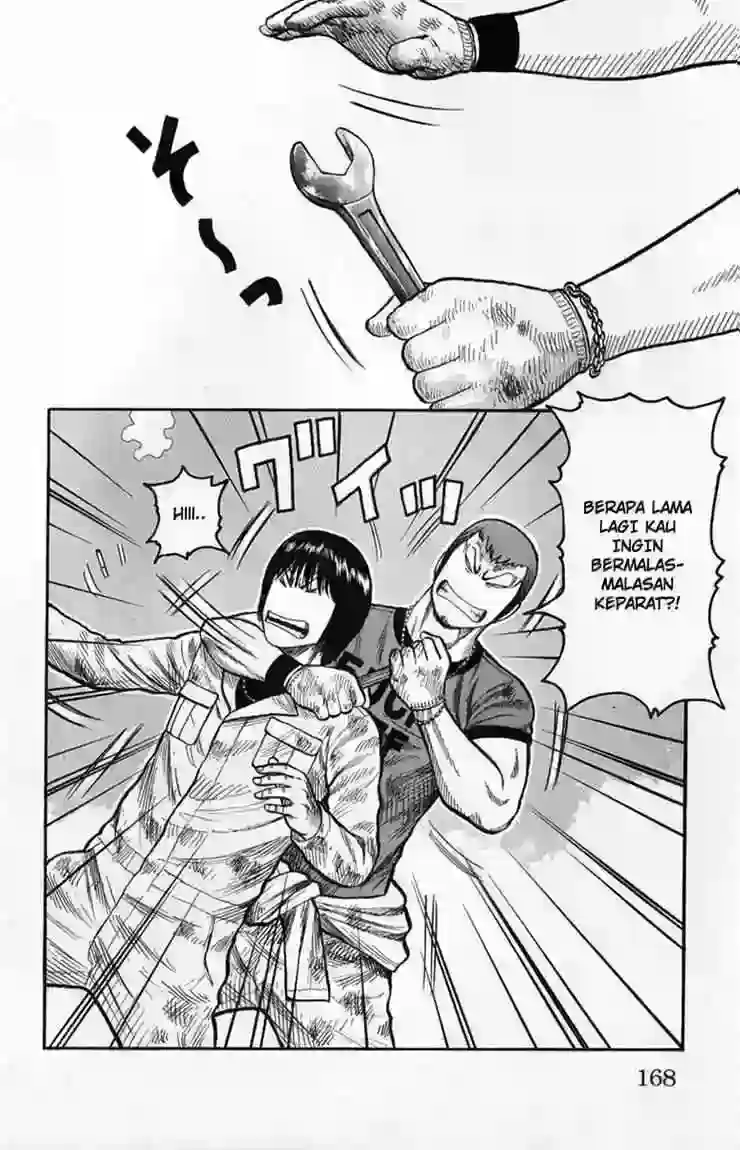 そ〜っ
グイッ
HIII..
BERAPA LAMA
LAGI KAU
INGIN
BERMALAS-
MALASAN
KEPARAT?!
168